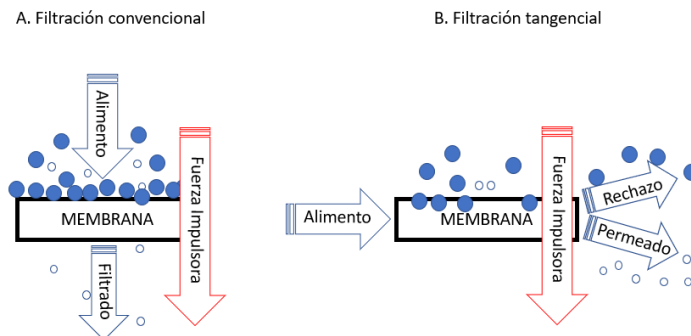 A. Filtración convencional
Alimento
Fuerza Impulsora
MEMBRANA
Filtrado
B. Filtración tangencial
Alimento
Fuerza Impulsora
MEMBRANA
Rechazo
Permeado